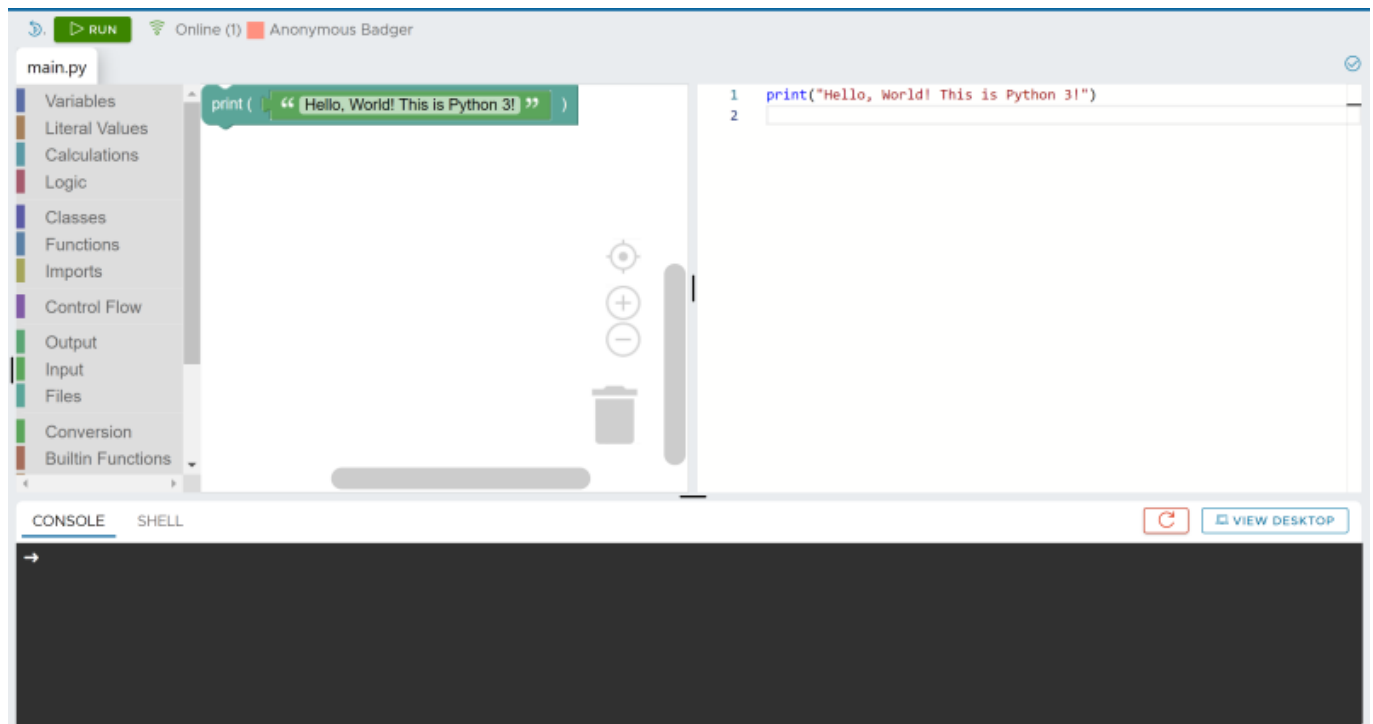 RUN Online (1) Anonymous Badger
main.py
Variables
Literal Values
Calculations
Logic
Classes
Functions
Imports
Control Flow
Output
Input
Files
Conversion
Builtin Functions
print ( “ Hello, World! This is Python 3! ” )
1 print("Hello, World! This is Python 3!")
2
CONSOLE SHELL VIEW DESKTOP